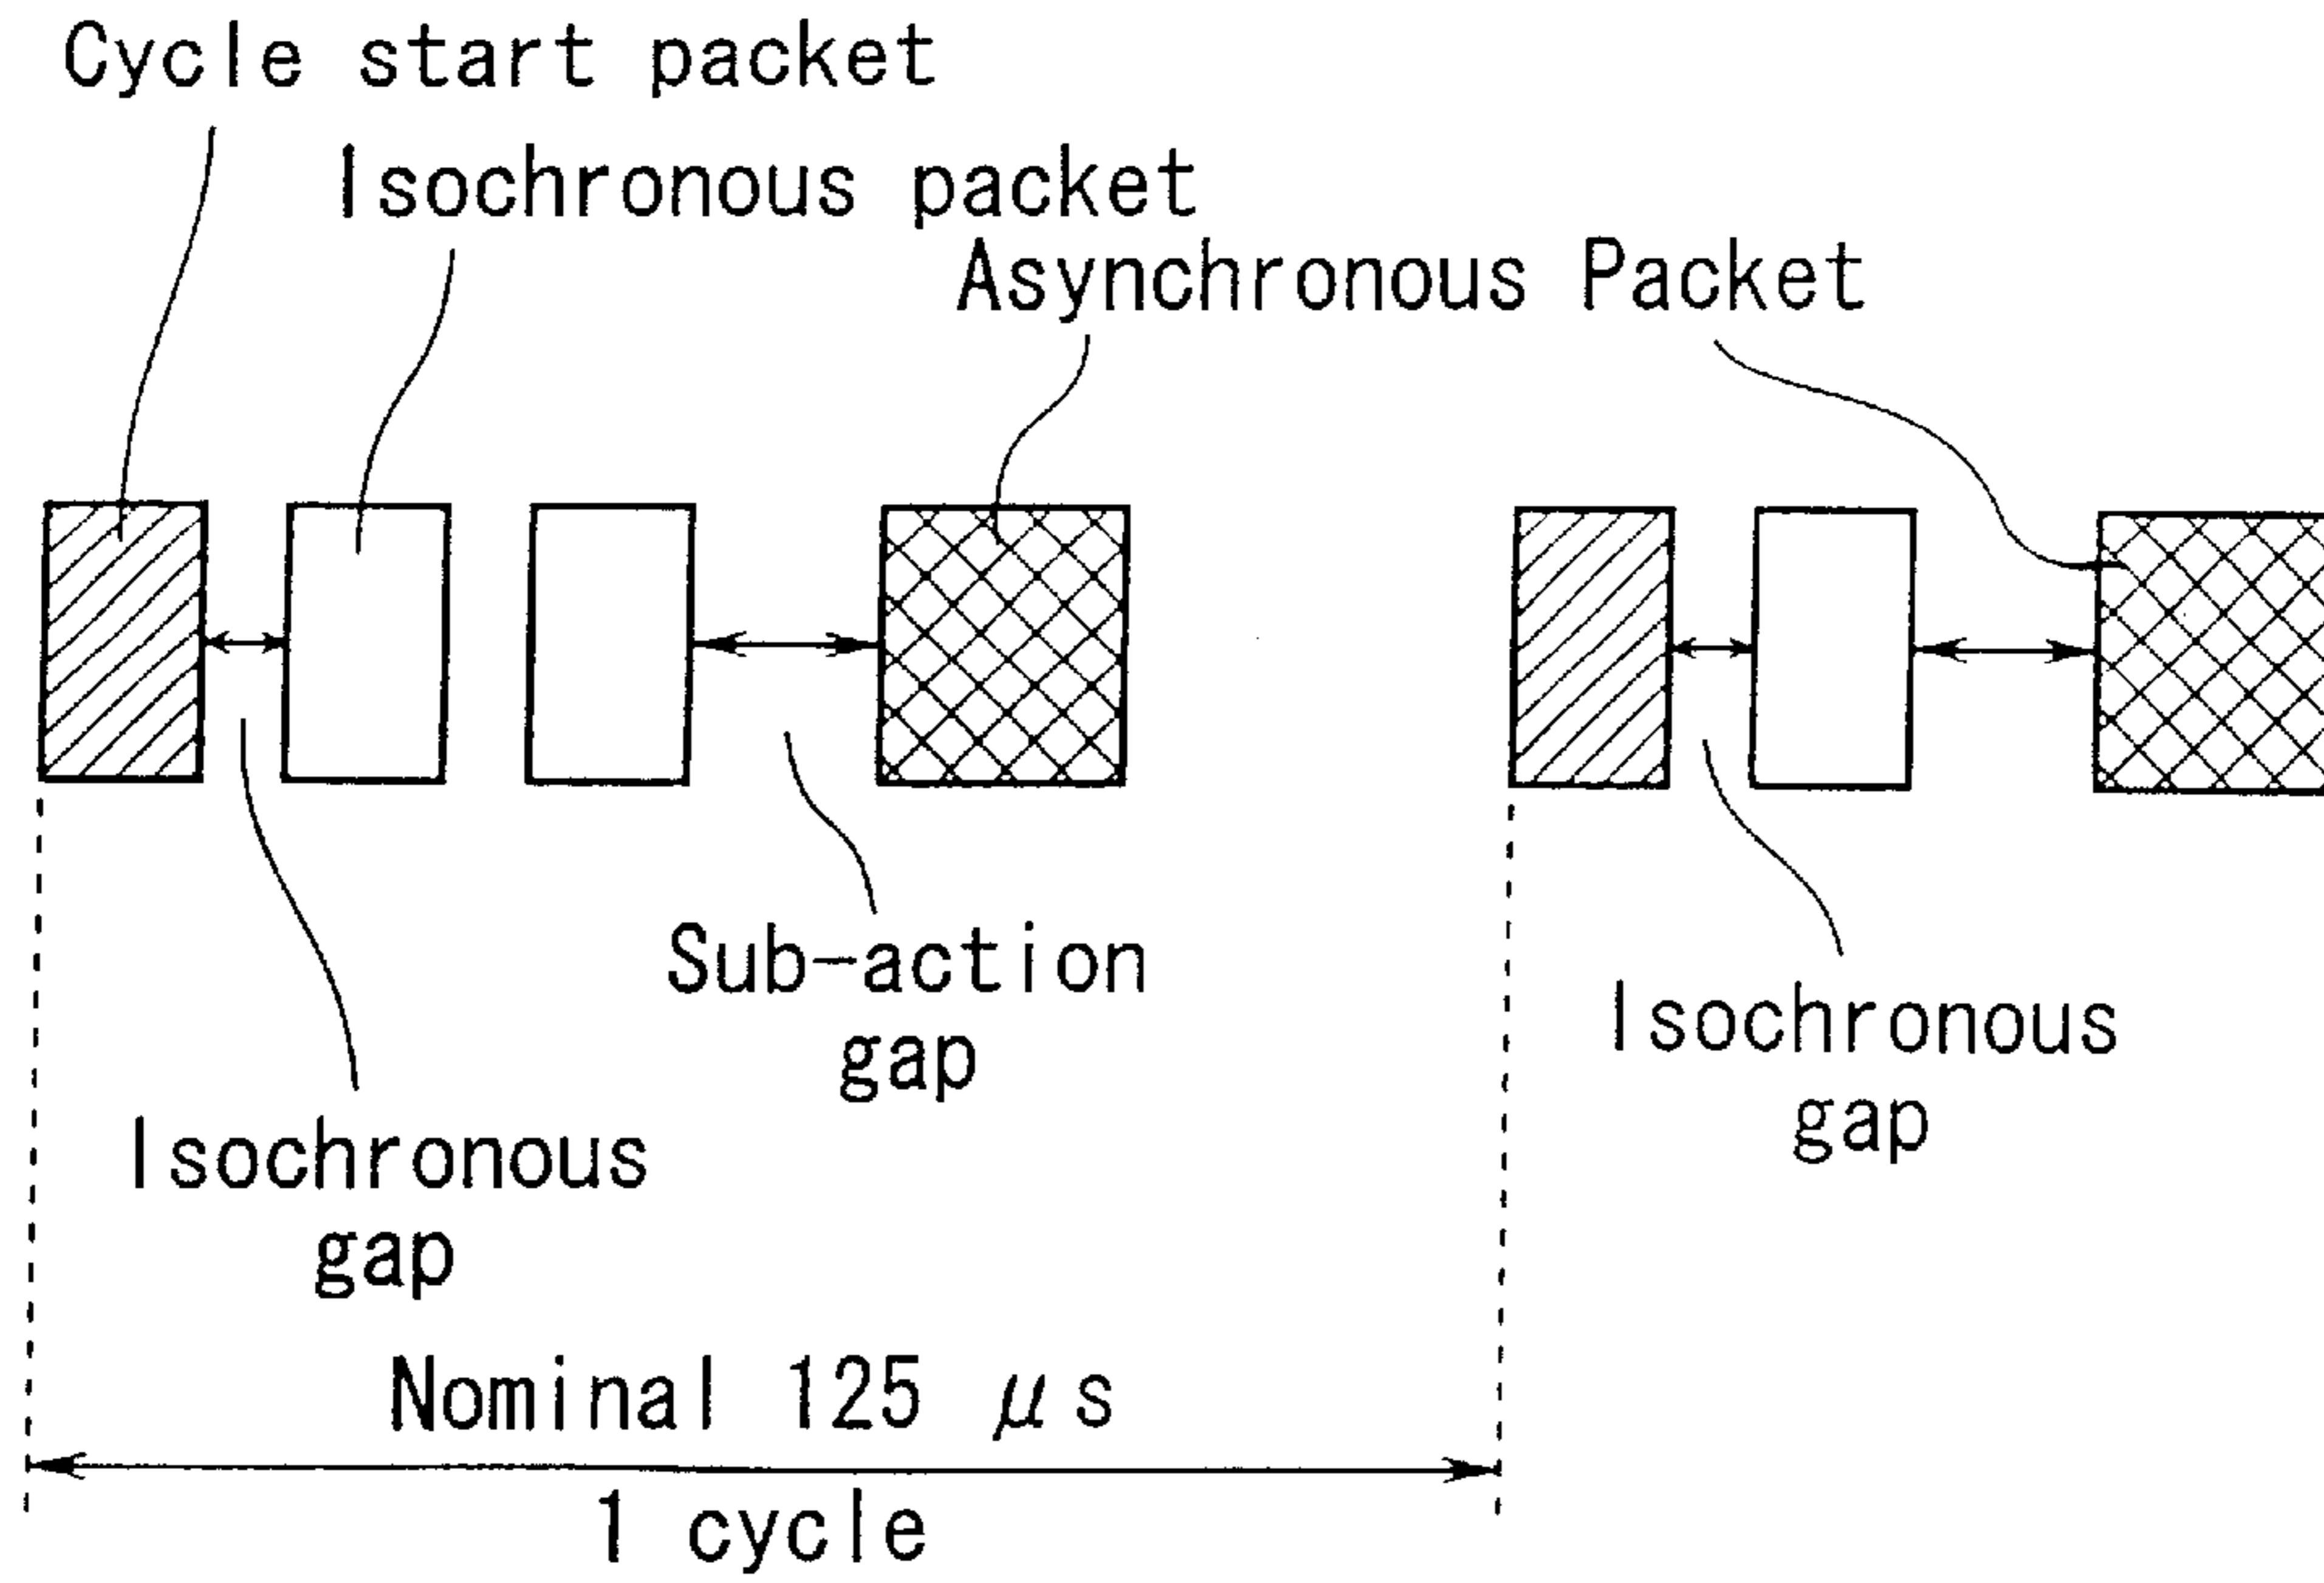 Cycle start packet
Isochronous packet
Asynchronous Packet
Sub-action
gap
Isochronous
gap
Isochronous
gap
Nominal 125 μs
1 cycle